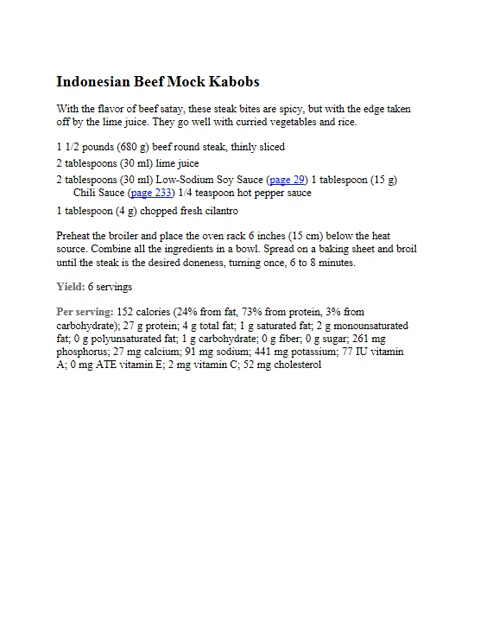 Indonesian Beef Mock Kabobs
With the flavor of beef satay, these steak bites are spicy, but with the edge taken
off by the lime juice. They go well with curried vegetables and rice.
1 1/2 pounds (680 g) beef round steak, thinly sliced
2 tablespoons (30 ml) lime juice
2 tablespoons (30 ml) Low-Sodium Soy Sauce (page 29) 1 tablespoon (15 g)
Chili Sauce (page 233) 1/4 teaspoon hot pepper sauce
1 tablespoon (4 g) chopped fresh cilantro
Preheat the broiler and place the oven rack 6 inches (15 cm) below the heat
source. Combine all the ingredients in a bowl. Spread on a baking sheet and broil
until the steak is the desired doneness, turning once, 6 to 8 minutes.
Yield: 6 servings
Per serving: 152 calories (24% from fat, 73% from protein, 3% from
carbohydrate); 27 g protein; 4 g total fat; 1 g saturated fat; 2 g monounsaturated
fat; 0 g polyunsaturated fat; 1 g carbohydrate; 0 g fiber; 0 g sugar; 261 mg
phosphorus; 27 mg calcium; 91 mg sodium; 441 mg potassium; 77 IU vitamin
A; 0 mg ATE vitamin E; 2 mg vitamin C; 52 mg cholesterol